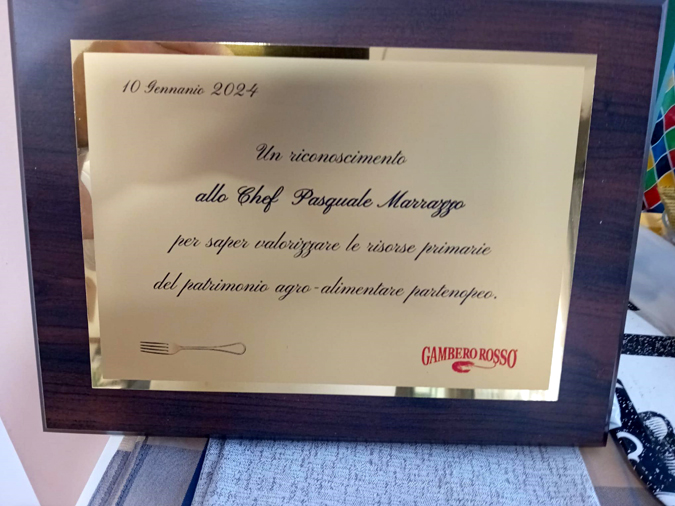 10 Gennanio 2024
Un riconoscimento
allo Chef Pasquale Marrazzo
per saper valorizzare le risorse primarie
del patrimonio agro-alimentare partenopeo.
GAMBERO ROSSO